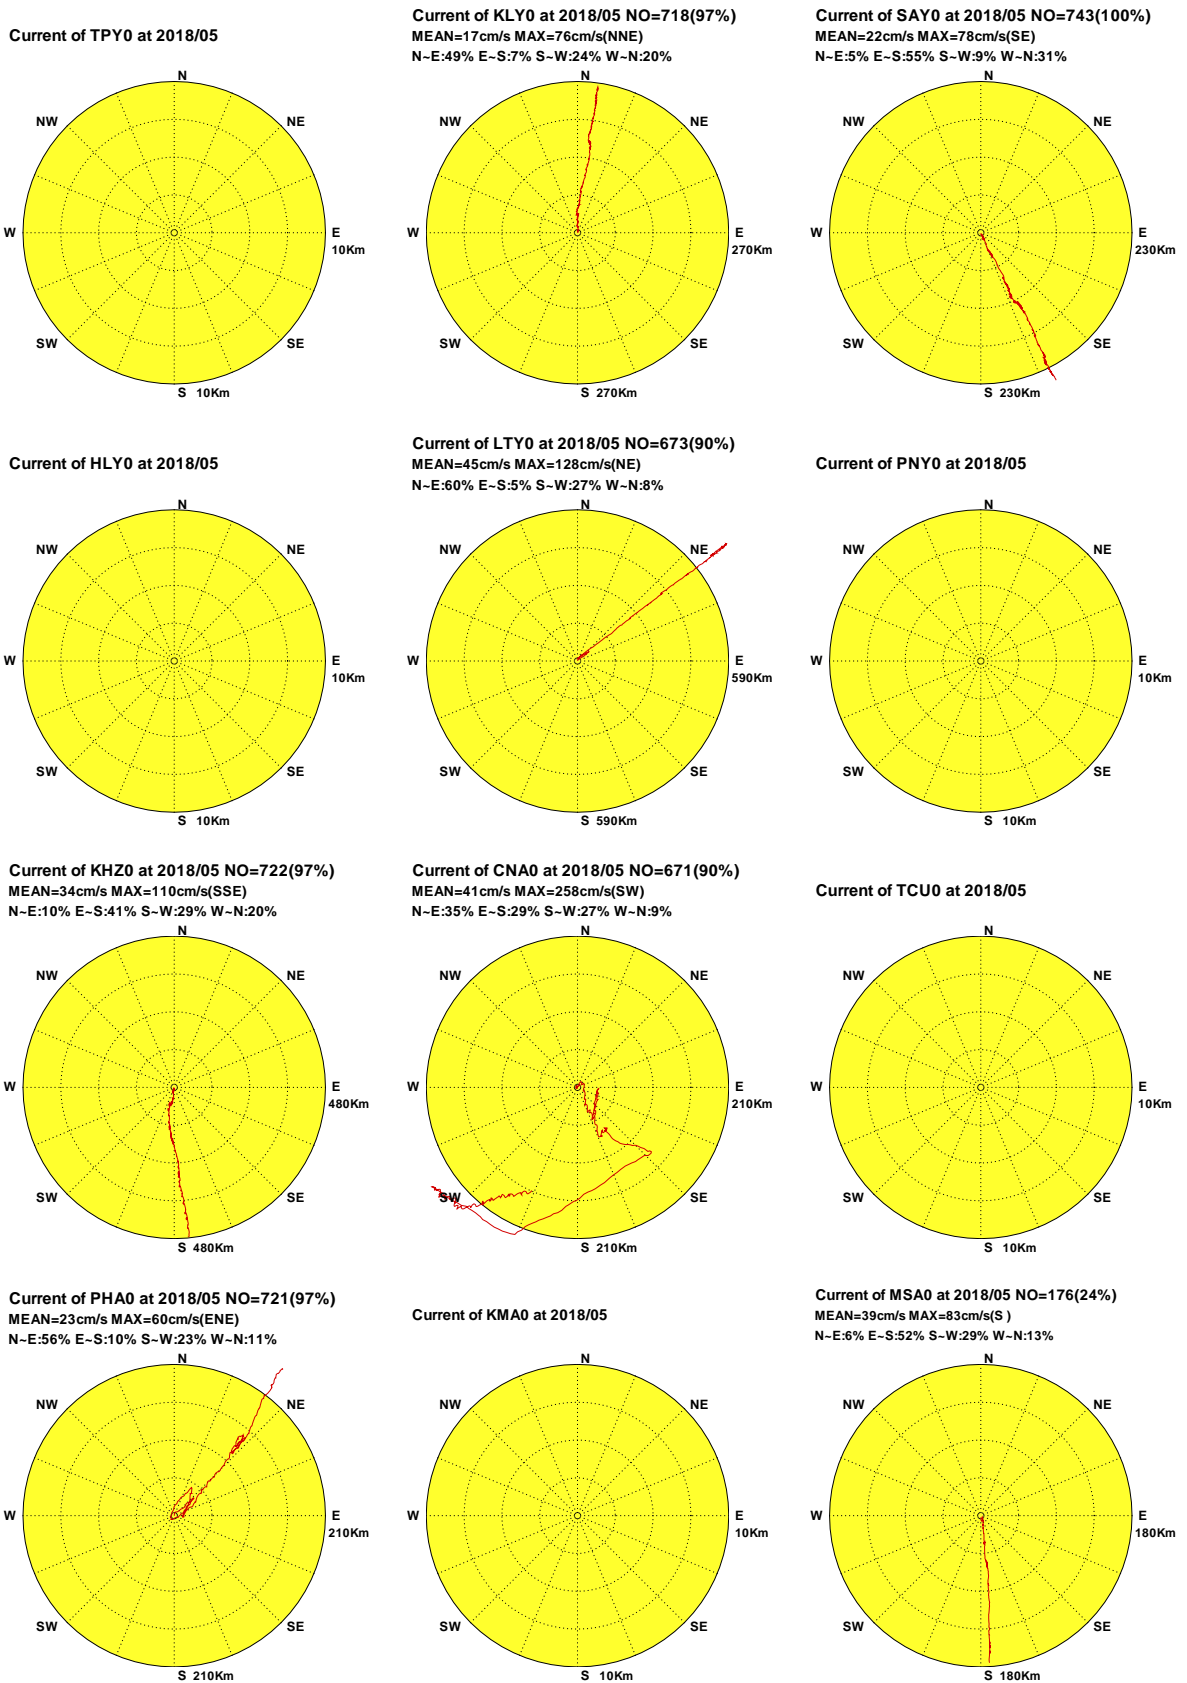 Current of TPY0 at 2018/05
N
NW
NE
W
E
10Km
SW
SE
S 10Km
Current of KLY0 at 2018/05 NO=718(97%)
MEAN=17cm/s MAX=76cm/s(NNE)
N~E:49% E~S:7% S~W:24% W~N:20%
N
NW
NE
W
E
270Km
SW
SE
S 270Km
Current of SAY0 at 2018/05 NO=743(100%)
MEAN=22cm/s MAX=78cm/s(SE)
N~E:5% E~S:55% S~W:9% W~N:31%
N
NW
NE
W
E
230Km
SW
SE
S 230Km
Current of HLY0 at 2018/05
N
NW
NE
W
E
10Km
SW
SE
S 10Km
Current of LTY0 at 2018/05 NO=673(90%)
MEAN=45cm/s MAX=128cm/s(NE)
N~E:60% E~S:5% S~W:27% W~N:8%
N
NW
NE
W
E
590Km
SW
SE
S 590Km
Current of PNY0 at 2018/05
N
NW
NE
W
E
10Km
SW
SE
S 10Km
Current of KHZ0 at 2018/05 NO=722(97%)
MEAN=34cm/s MAX=110cm/s(SSE)
N~E:10% E~S:41% S~W:29% W~N:20%
N
NW
NE
W
E
480Km
SW
SE
S 480Km
Current of CNA0 at 2018/05 NO=671(90%)
MEAN=41cm/s MAX=258cm/s(SW)
N~E:35% E~S:29% S~W:27% W~N:9%
N
NW
NE
W
E
210Km
SW
SE
S 210Km
Current of TCU0 at 2018/05
N
NW
NE
W
E
10Km
SW
SE
S 10Km
Current of PHA0 at 2018/05 NO=721(97%)
MEAN=23cm/s MAX=60cm/s(ENE)
N~E:56% E~S:10% S~W:23% W~N:11%
N
NW
NE
W
E
210Km
SW
SE
S 210Km
Current of KMA0 at 2018/05
N
NW
NE
W
E
10Km
SW
SE
S 10Km
Current of MSA0 at 2018/05 NO=176(24%)
MEAN=39cm/s MAX=83cm/s(S )
N~E:6% E~S:52% S~W:29% W~N:13%
N
NW
NE
W
E
180Km
SW
SE
S 180Km